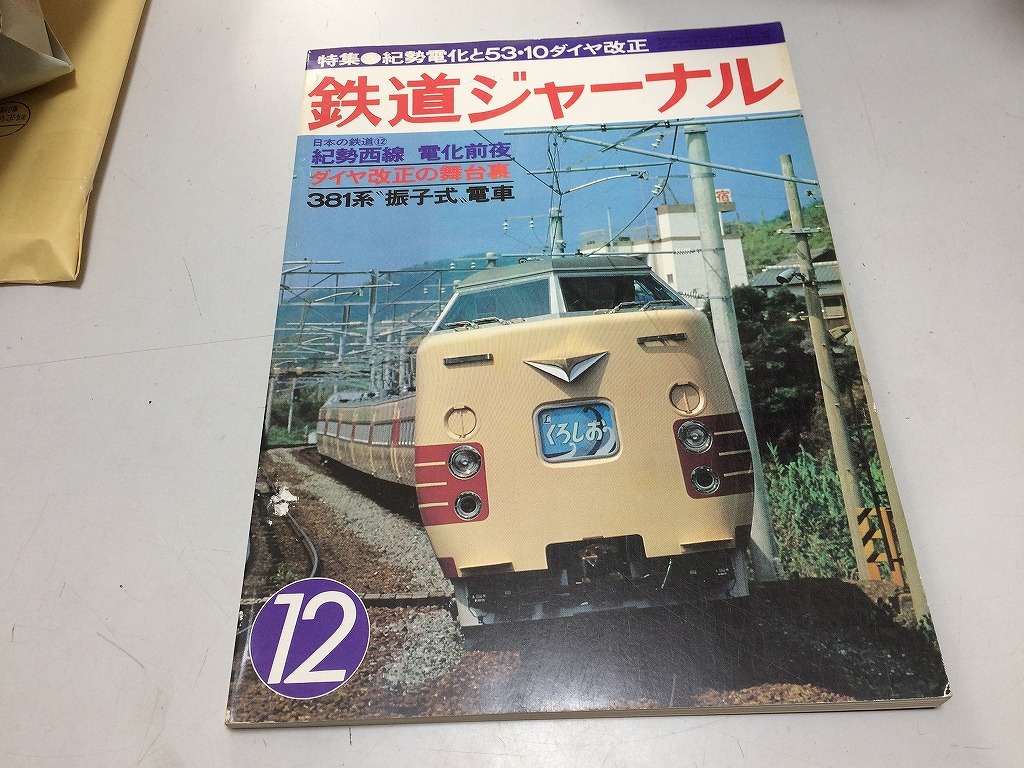 特集●紀勢電化と53・10ダイヤ改正
鉄道ジャーナル
日本の鉄道⑫
紀勢西線 電化前夜
ダイヤ改正の舞台裏
381系〝振子式〟電車
宿
くろしお
12